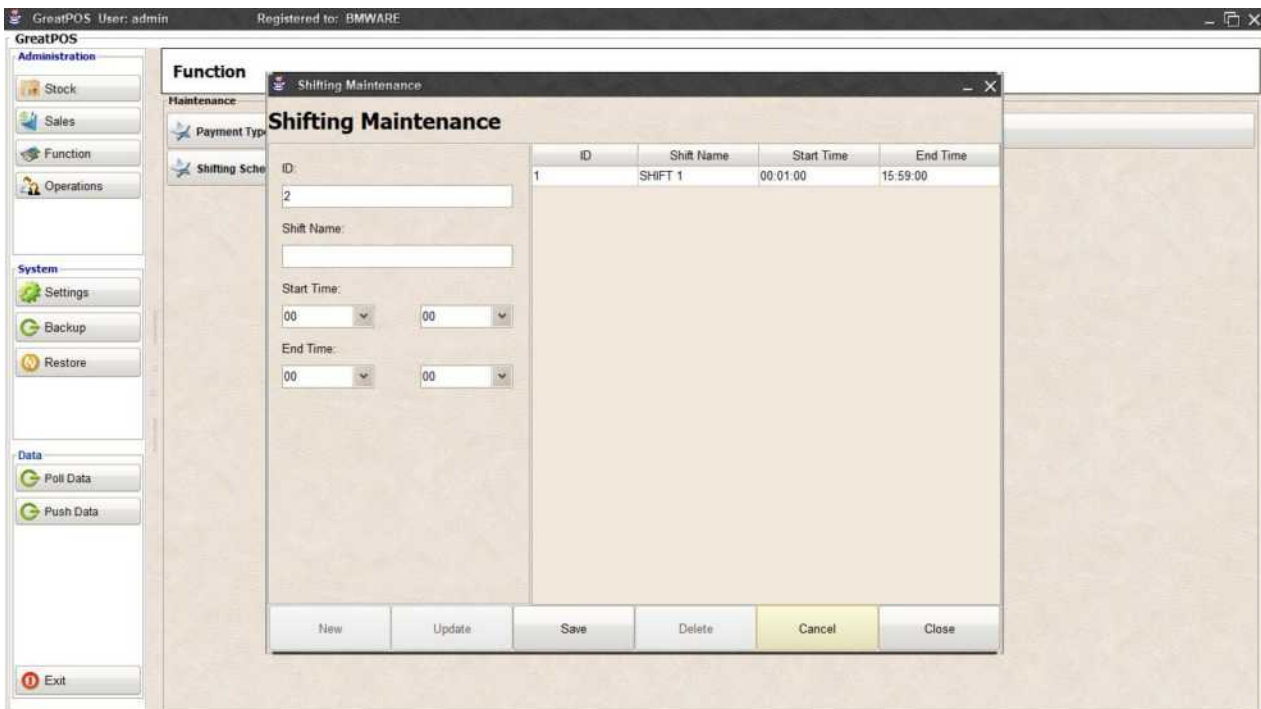 GreatPOS User: admin Registered to: BMWARE
GreatPOS
Administration
Stock
Sales
Function
Operations
System
Settings
Backup
Restore
Data
Poll Data
Push Data
Exit
Function
Maintenance
Payment Type
Shifting Sche
Shifting Maintenance
Shifting Maintenance
ID:
2
Shift Name:
Start Time:
00 00
End Time:
00 00
ID Shift Name Start Time End Time
1 SHIFT 1 00:01:00 15:59:00
New Update Save Delete Cancel Close